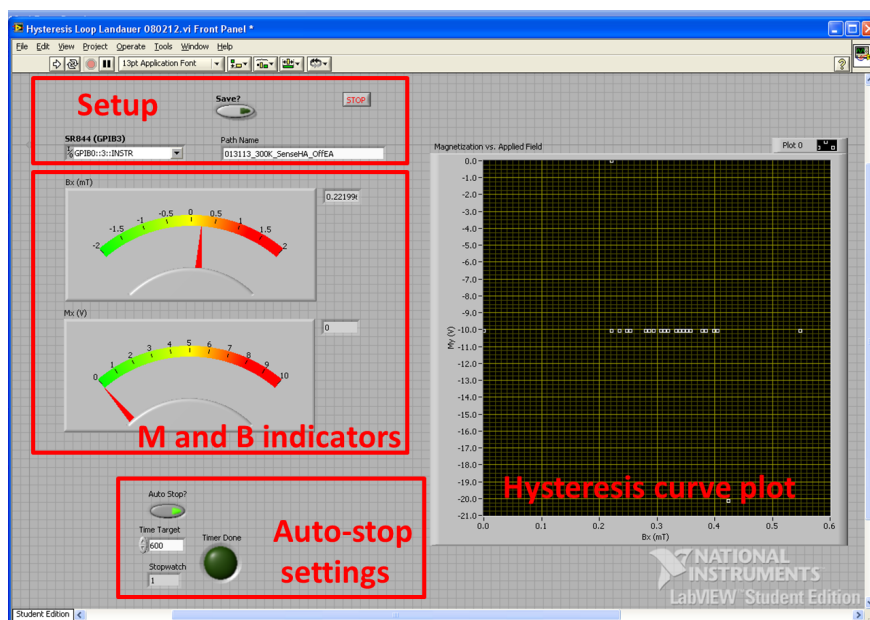 Hysteresis Loop Landauer 080212.vi Front Panel *
File Edit View Project Operate Tools Window Help
13pt Application Font
Setup
Save?
STOP
SR844 (GPIB3)
GPIB0::3::INSTR
Path Name
013113_300K_SenseHA_OffEA
Bx (mT)
0.22199
-2 -1.5 -1 -0.5 0 0.5 1 1.5 2
Mx (V)
0
0 1 2 3 4 5 6 7 8 9 10
M and B indicators
Auto Stop?
Time Target
600
Timer Done
Stopwatch
1
Auto-stop
settings
Magnetization vs. Applied Field
Plot 0
My (V)
0.0
-1.0
-2.0
-3.0
-4.0
-5.0
-6.0
-7.0
-8.0
-9.0
-10.0
-11.0
-12.0
-13.0
-14.0
-15.0
-16.0
-17.0
-18.0
-19.0
-20.0
-21.0
Hysteresis curve plot
0.0 0.1 0.2 0.3 0.4 0.5 0.6
Bx (mT)
NATIONAL
INSTRUMENTS
LabVIEW Student Edition
Student Edition